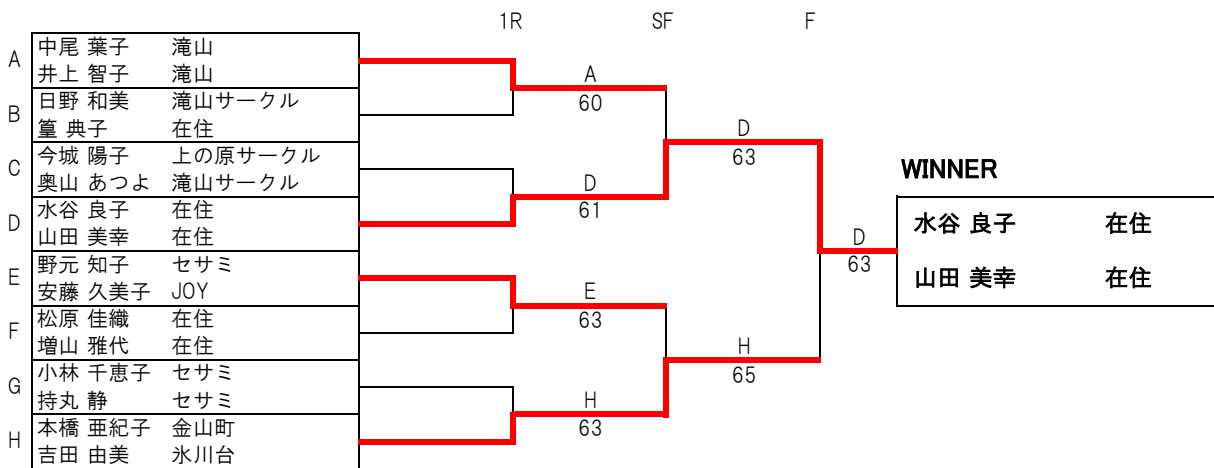 1R SF F
A 中尾 葉子 滝山
井上 智子 滝山
B 日野 和美 滝山サークル
篁 典子 在住
C 今城 陽子 上の原サークル
奥山 あつよ 滝山サークル
D 水谷 良子 在住
山田 美幸 在住
E 野元 知子 セサミ
安藤 久美子 JOY
F 松原 佳織 在住
増山 雅代 在住
G 小林 千恵子 セサミ
持丸 静 セサミ
H 本橋 亜紀子 金山町
吉田 由美 氷川台
A
60
D
61
E
63
H
63
D
63
H
65
D
63
WINNER
水谷 良子 在住
山田 美幸 在住